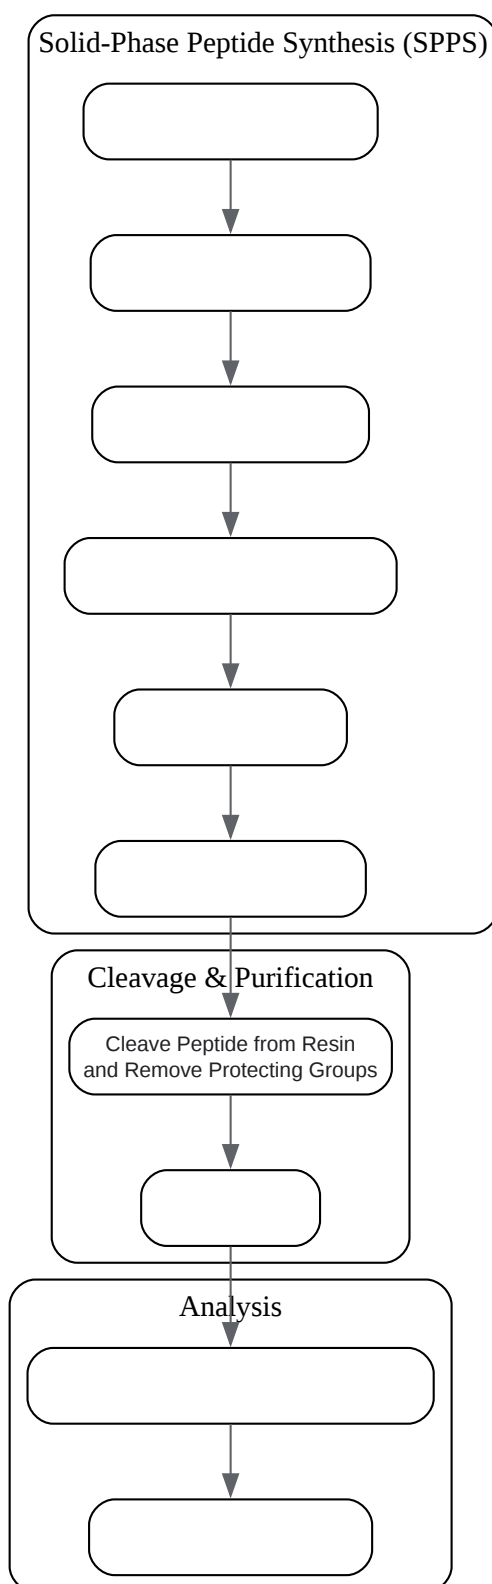 Solid-Phase Peptide Synthesis (SPPS)
Cleavage & Purification
Cleave Peptide from Resin
and Remove Protecting Groups
Analysis